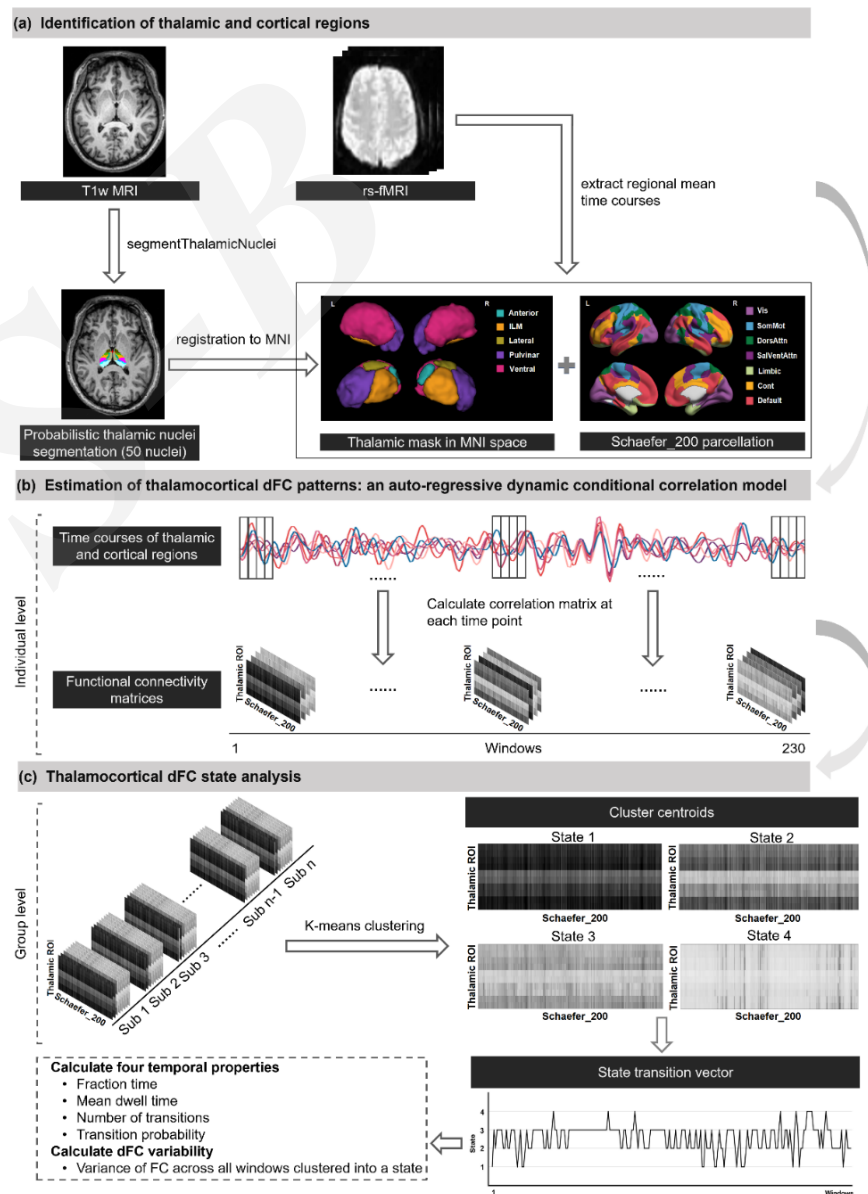 (a) Identification of thalamic and cortical regions
T1w MRI
rs-fMRI
extract regional mean
time courses
segmentThalamicNuclei
registration to MNI
L
R
Anterior
ILM
Lateral
Pulvinar
Ventral
L
R
Vis
SomMot
DorsAttn
SalVentAttn
Limbic
Cont
Default
Probabilistic thalamic nuclei
segmentation (50 nuclei)
Thalamic mask in MNI space
Schaefer_200 parcellation
(b) Estimation of thalamocortical dFC patterns: an auto-regressive dynamic conditional correlation model
Individual level
Time courses of thalamic
and cortical regions
......
......
Calculate correlation matrix at
each time point
Functional connectivity
matrices
Thalamic ROI
Schaefer_200
......
Thalamic ROI
Schaefer_200
......
Thalamic ROI
Schaefer_200
1
Windows
230
(c) Thalamocortical dFC state analysis
Group level
Thalamic ROI
Schaefer_200
Sub 1
Sub 2
Sub 3
......
......
Sub n-1
Sub n
K-means clustering
Cluster centroids
State 1
State 2
Thalamic ROI
Thalamic ROI
Schaefer_200
Schaefer_200
State 3
State 4
Thalamic ROI
Thalamic ROI
Schaefer_200
Schaefer_200
State transition vector
State
4
3
2
1
1
Windows
Calculate four temporal properties
• Fraction time
• Mean dwell time
• Number of transitions
• Transition probability
Calculate dFC variability
• Variance of FC across all windows clustered into a state